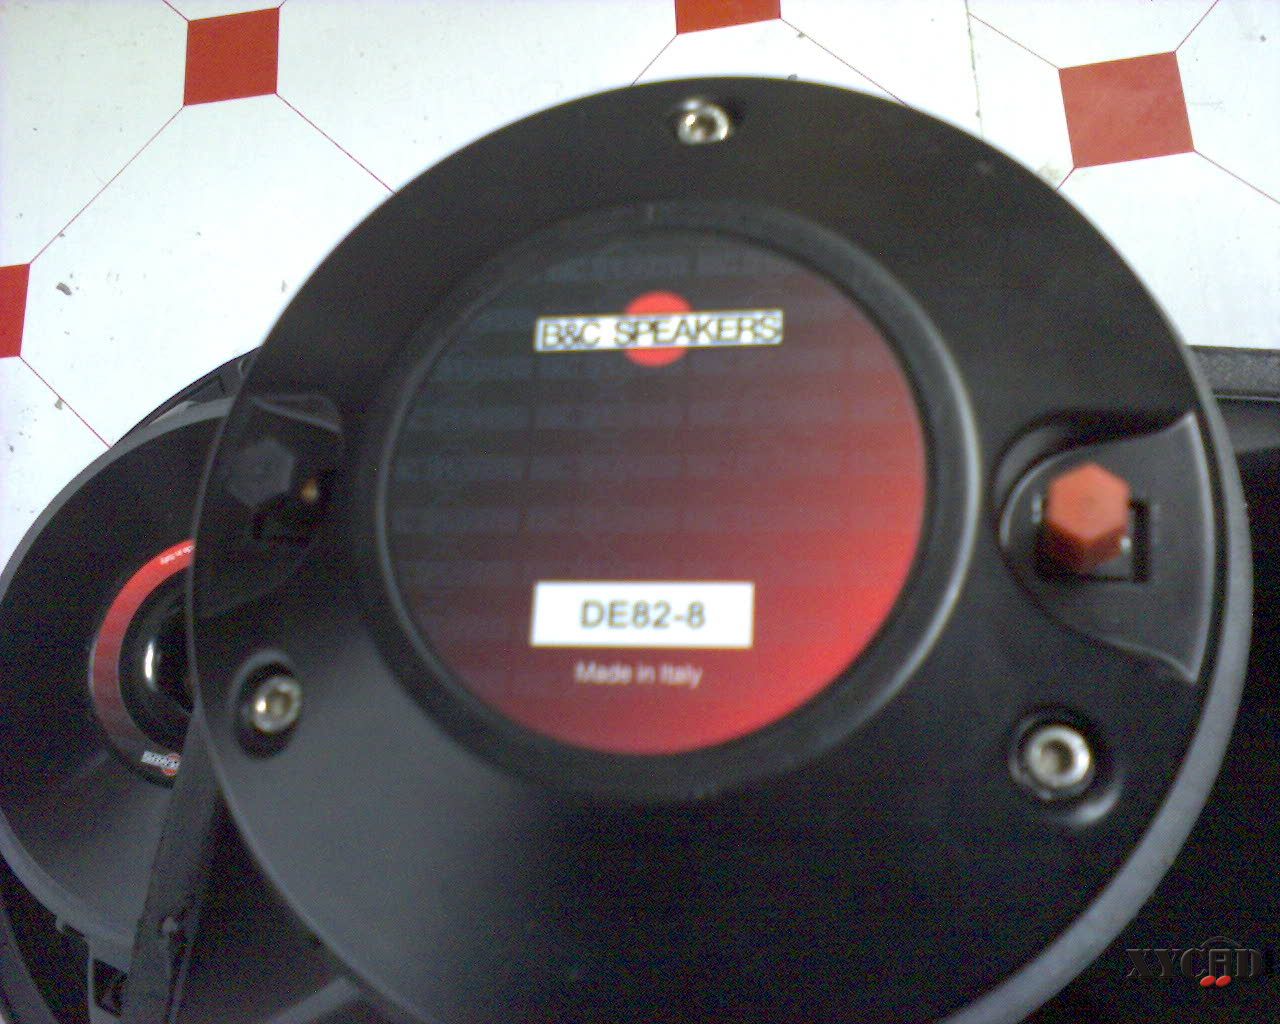 B&C SPEAKERS
DE82-8
Made in Italy
XYCAD